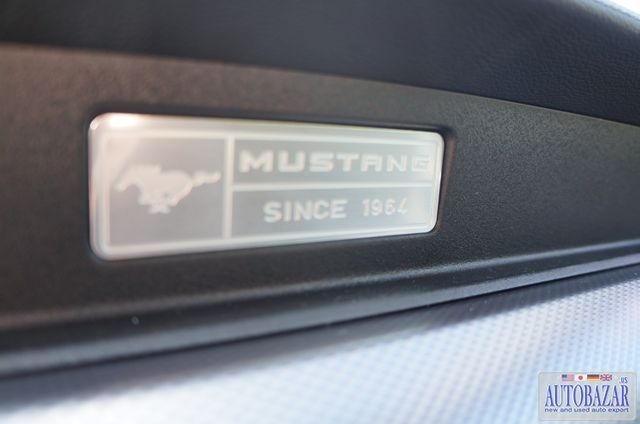 MUSTANG
SINCE 1964
.US
AUTOBAZAR
new and used auto export